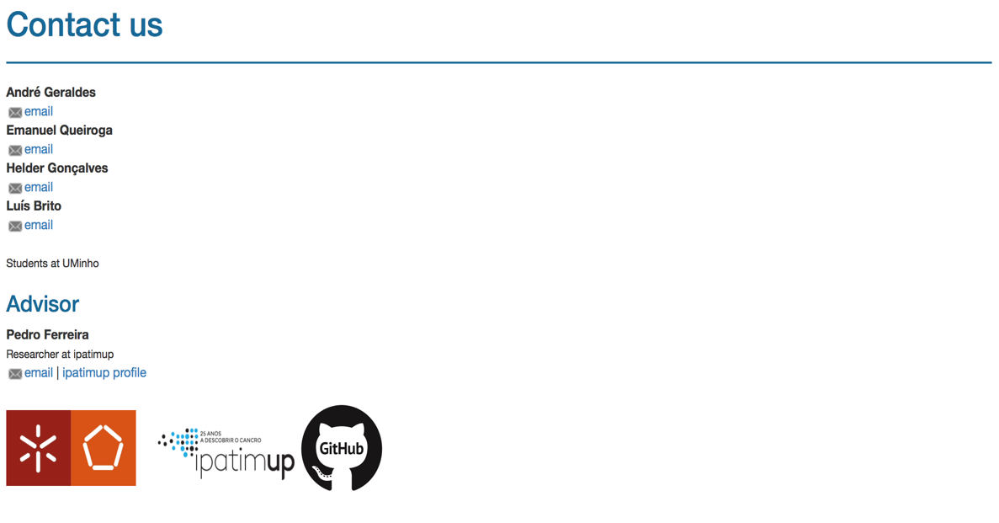 Contact us
André Geraldes
email
Emanuel Queiroga
email
Helder Gonçalves
email
Luís Brito
email
Students at UMinho
Advisor
Pedro Ferreira
Researcher at ipatimup
email | ipatimup profile
25 ANOS
A DESCOBRIR O CANCRO
ipatimup
GitHub